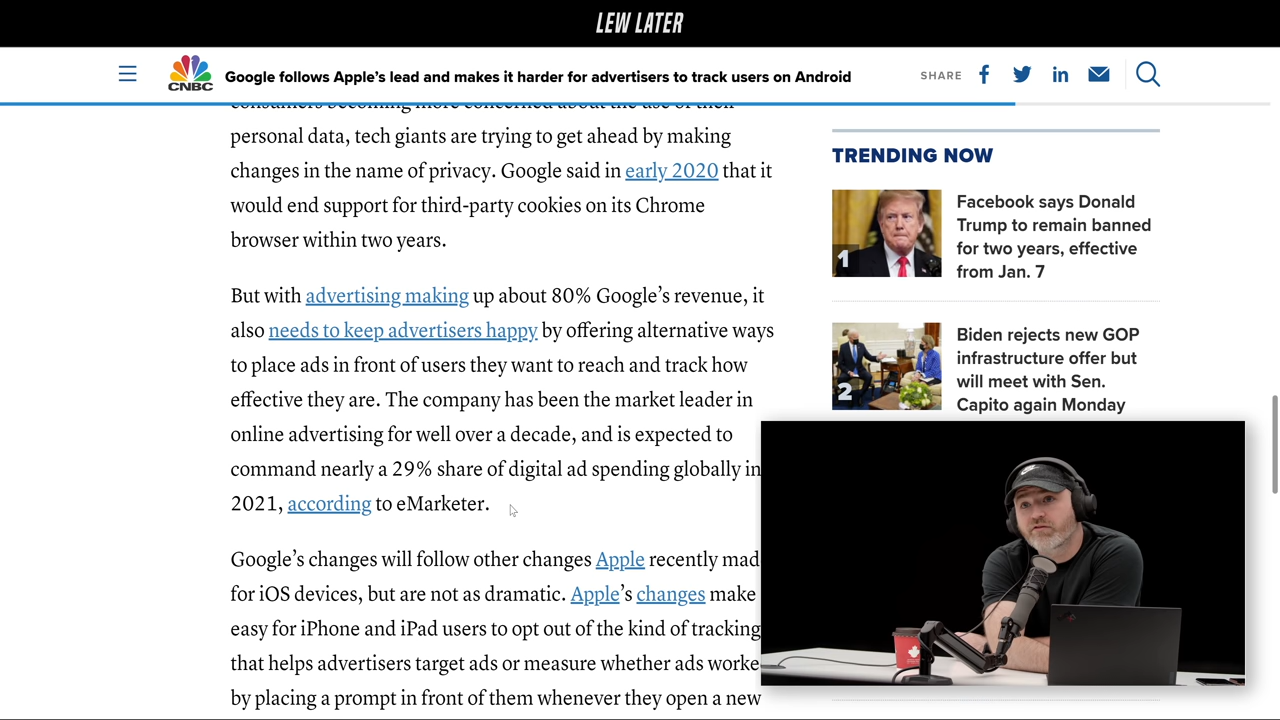 LEW LATER
CNBC
Google follows Apple's lead and makes it harder for advertisers to track users on Android
SHARE
consumers becoming more concerned about the use of their
personal data, tech giants are trying to get ahead by making
changes in the name of privacy. Google said in early 2020 that it
would end support for third-party cookies on its Chrome
browser within two years.
But with advertising making up about 80% Google’s revenue, it
also needs to keep advertisers happy by offering alternative ways
to place ads in front of users they want to reach and track how
effective they are. The company has been the market leader in
online advertising for well over a decade, and is expected to
command nearly a 29% share of digital ad spending globally in
2021, according to eMarketer.
Google’s changes will follow other changes Apple recently mad
for iOS devices, but are not as dramatic. Apple’s changes make
easy for iPhone and iPad users to opt out of the kind of tracking
that helps advertisers target ads or measure whether ads worke
by placing a prompt in front of them whenever they open a new
TRENDING NOW
1
Facebook says Donald
Trump to remain banned
for two years, effective
from Jan. 7
2
Biden rejects new GOP
infrastructure offer but
will meet with Sen.
Capito again Monday